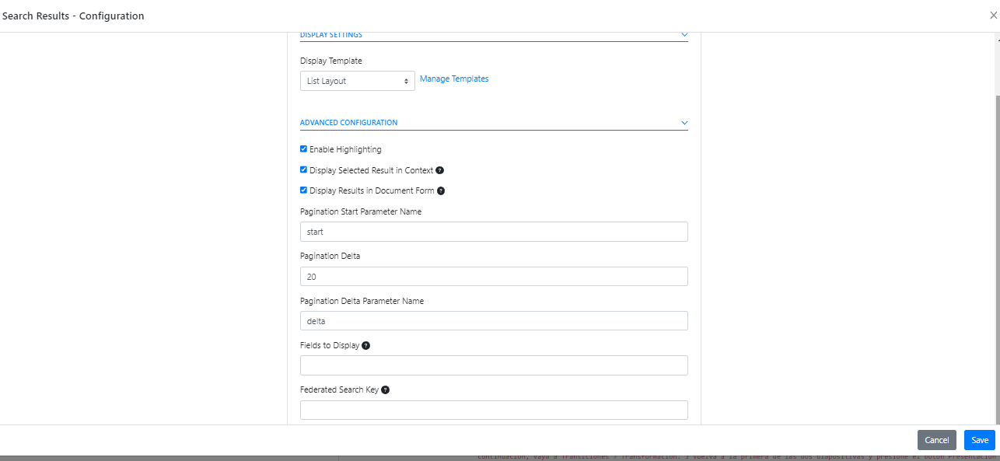 Search Results - Configuration
DISPLAY SETTINGS
Display Template
List Layout
Manage Templates
ADVANCED CONFIGURATION
Enable Highlighting
Display Selected Result in Context
Display Results in Document Form
Pagination Start Parameter Name
start
Pagination Delta
20
Pagination Delta Parameter Name
delta
Fields to Display
Federated Search Key
Cancel
Save
continuación, vaya a Transiciones > Transformación. 3 Vuelva a la primera de las dos diapositivas y presione el botón Presentación